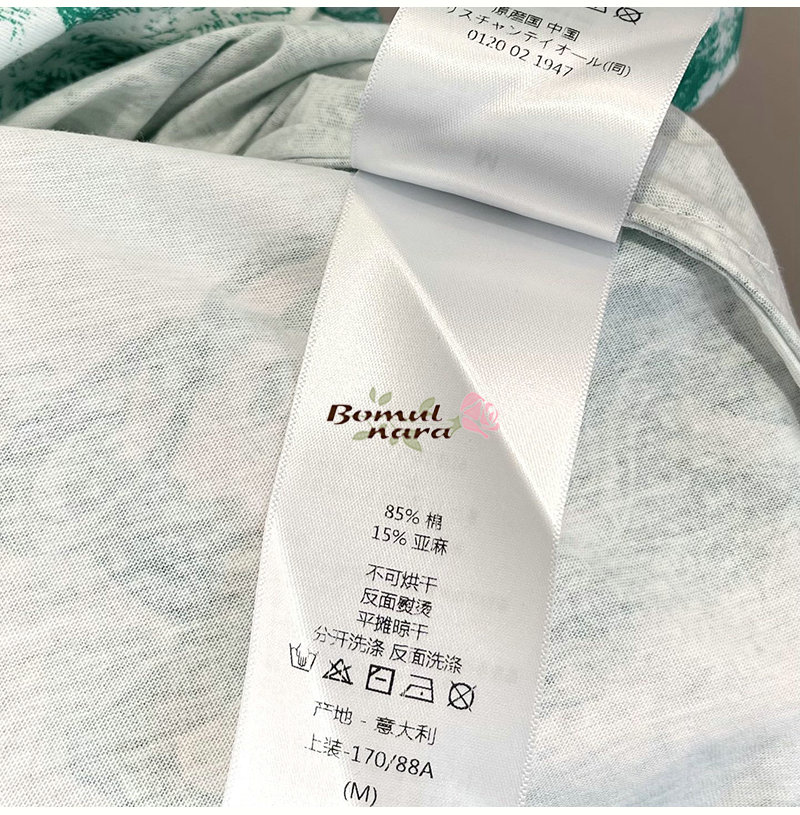 原産国 中国
リスチャンテイオール(同)
0120 02 1947
Bomul
nara
85% 棉
15% 亚麻
不可烘干
反面熨烫
平摊晾干
分开洗涤 反面洗涤
产地 - 意大利
上装-170/88A
(M)